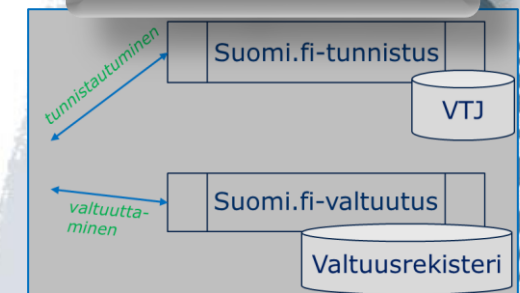 tunnistautuminen
Suomi.fi-tunnistus
VTJ
valtuutta-
minen
Suomi.fi-valtuutus
Valtuusrekisteri